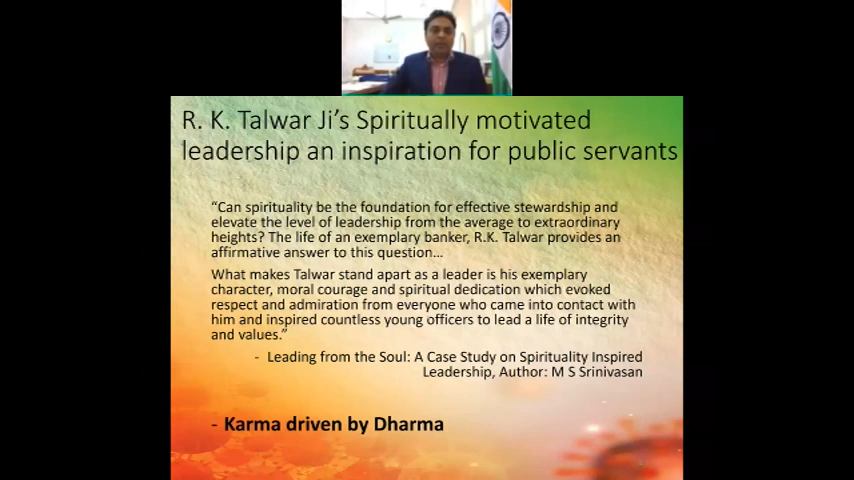 R. K. Talwar Ji’s Spiritually motivated
leadership an inspiration for public servants
“Can spirituality be the foundation for effective stewardship and
elevate the level of leadership from the average to extraordinary
heights? The life of an exemplary banker, R.K. Talwar provides an
affirmative answer to this question…
What makes Talwar stand apart as a leader is his exemplary
character, moral courage and spiritual dedication which evoked
respect and admiration from everyone who came into contact with
him and inspired countless young officers to lead a life of integrity
and values.”
- Leading from the Soul: A Case Study on Spirituality Inspired
Leadership, Author: M S Srinivasan
- Karma driven by Dharma